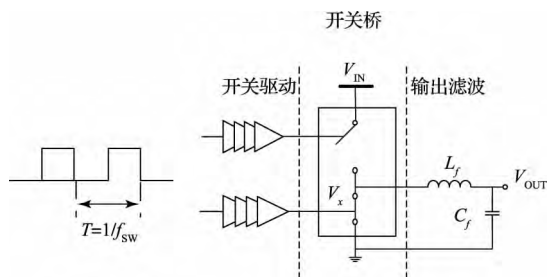 开关桥
开关驱动
V_IN
输出滤波
L_f
V_OUT
V_x
C_f
T=1/f_SW